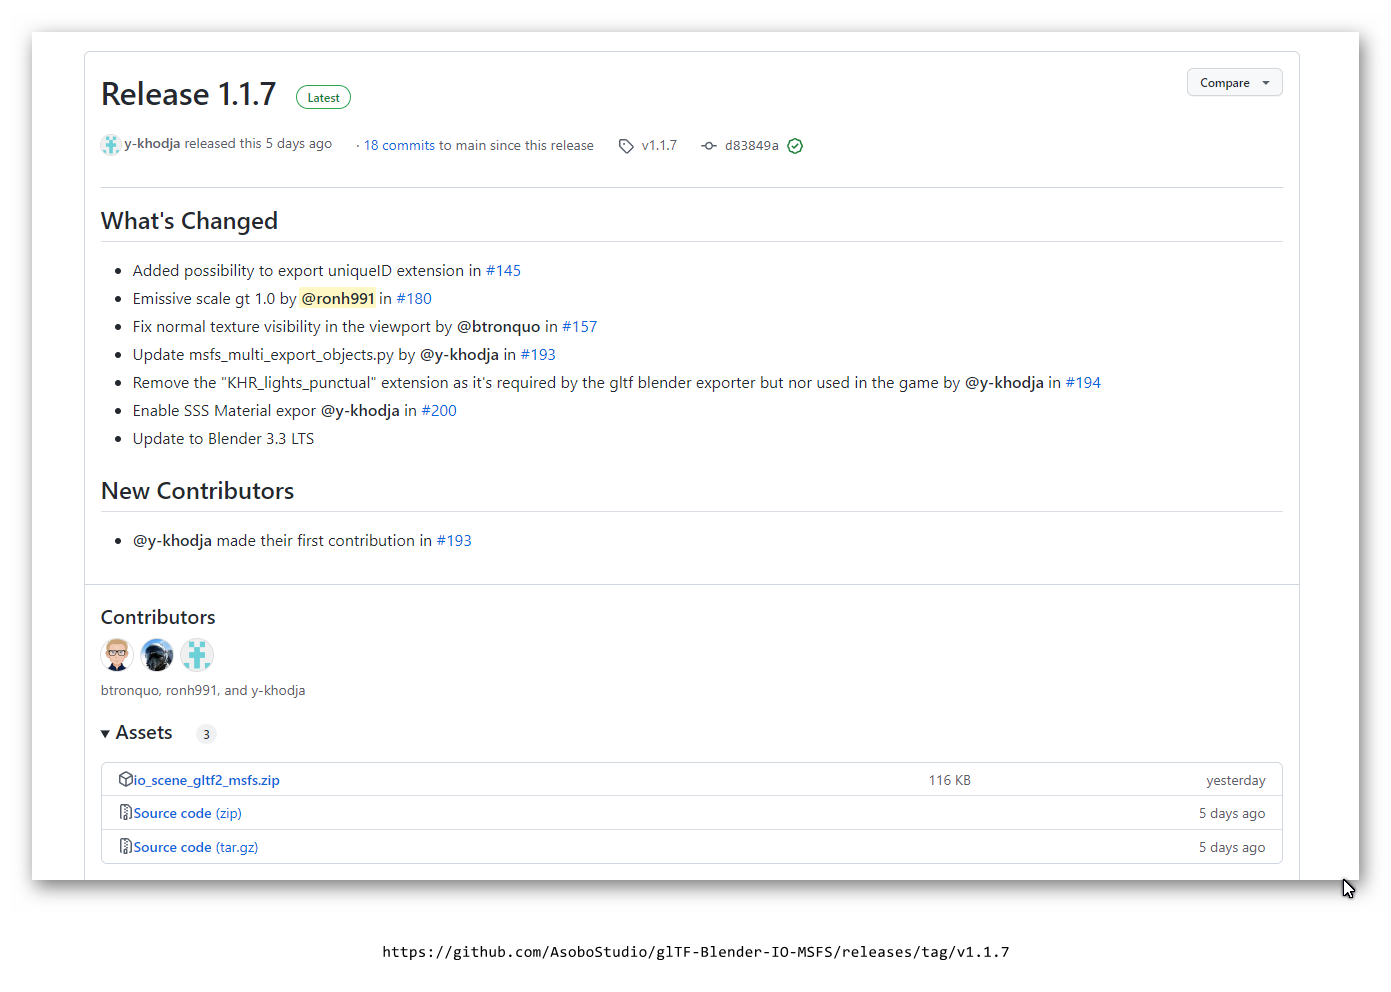 Release 1.1.7 Latest Compare
y-khodja released this 5 days ago · 18 commits to main since this release v1.1.7 d83849a
What's Changed
Added possibility to export uniqueID extension in #145
Emissive scale gt 1.0 by @ronh991 in #180
Fix normal texture visibility in the viewport by @btronquo in #157
Update msfs_multi_export_objects.py by @y-khodja in #193
Remove the "KHR_lights_punctual" extension as it's required by the gltf blender exporter but nor used in the game by @y-khodja in #194
Enable SSS Material expor @y-khodja in #200
Update to Blender 3.3 LTS
New Contributors
@y-khodja made their first contribution in #193
Contributors
btronquo, ronh991, and y-khodja
Assets 3
io_scene_gltf2_msfs.zip 116 KB yesterday
Source code (zip) 5 days ago
Source code (tar.gz) 5 days ago
https://github.com/AsoboStudio/glTF-Blender-IO-MSFS/releases/tag/v1.1.7